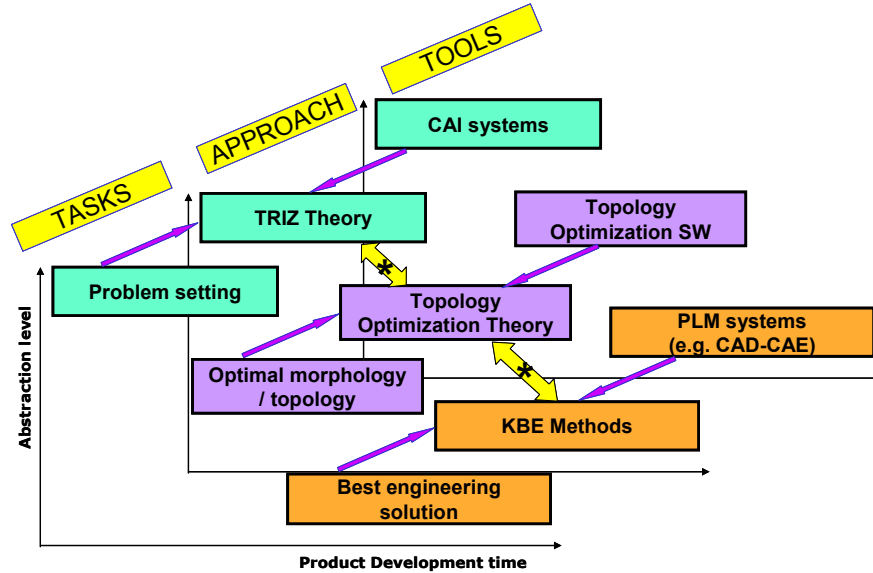 TOOLS
APPROACH
TASKS
CAI systems
TRIZ Theory
Topology
Optimization SW
*
Problem setting
Topology
Optimization Theory
PLM systems
(e.g. CAD-CAE)
Optimal morphology
/ topology
*
KBE Methods
Best engineering
solution
Abstraction level
Product Development time